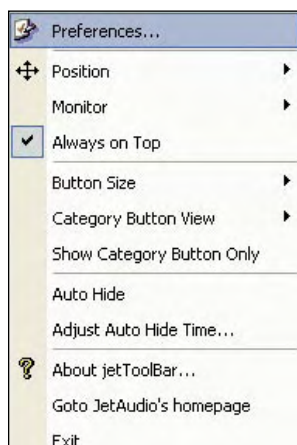 Preferences...
Position
Monitor
Always on Top
Button Size
Category Button View
Show Category Button Only
Auto Hide
Adjust Auto Hide Time...
About jetToolBar...
Goto JetAudio's homepage
Exit